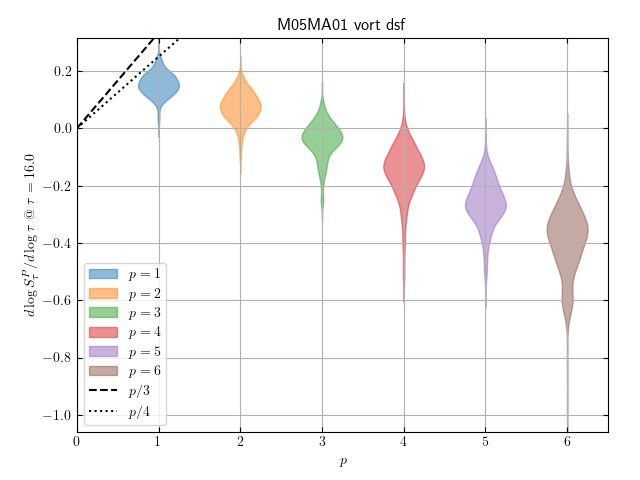 M05MA01 vort dsf
0.2
0.0
−0.2
−0.4
−0.6
−0.8
−1.0
d log S_τ^P / d log τ @ τ = 16.0
p = 1
p = 2
p = 3
p = 4
p = 5
p = 6
p/3
p/4
0 1 2 3 4 5 6
p